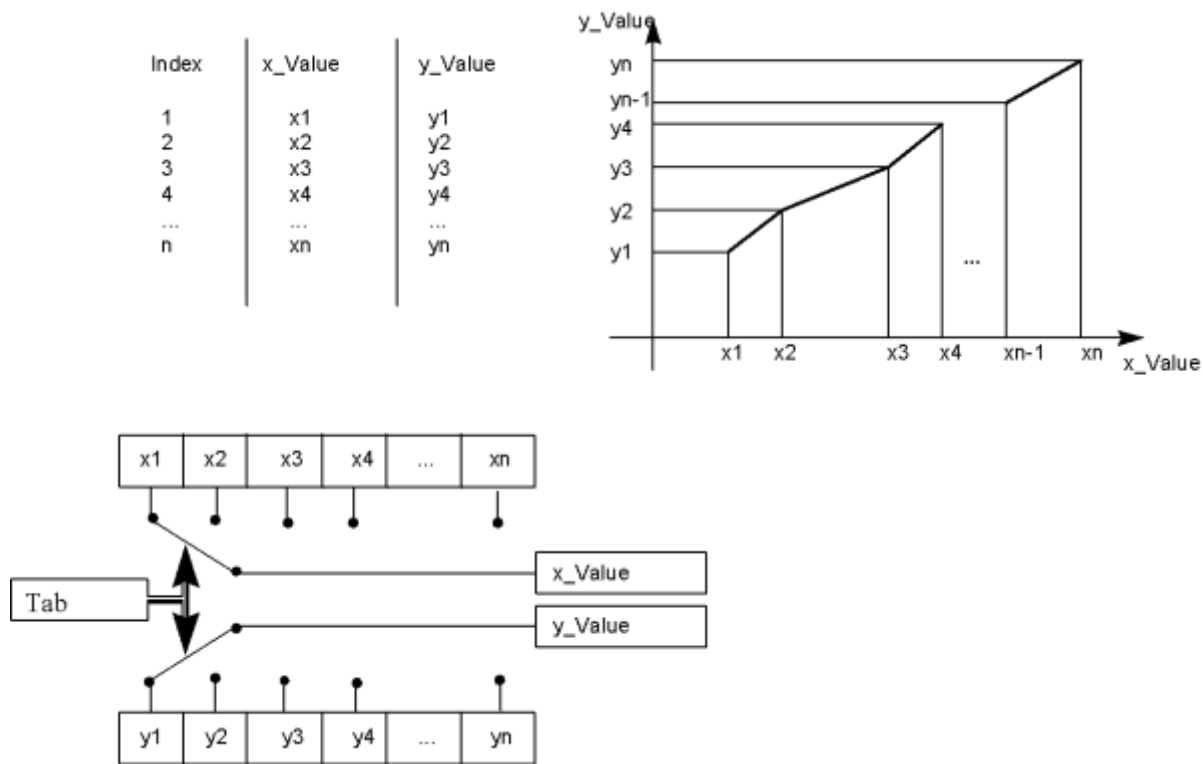 Index x_Value y_Value
1 x1 y1
2 x2 y2
3 x3 y3
4 x4 y4
... ... ...
n xn yn
y_Value
yn
yn-1
y4
y3
y2
y1
...
x1 x2 x3 x4 xn-1 xn
x_Value
x1 x2 x3 x4 ... xn
x_Value
Tab
y_Value
y1 y2 y3 y4 ... yn